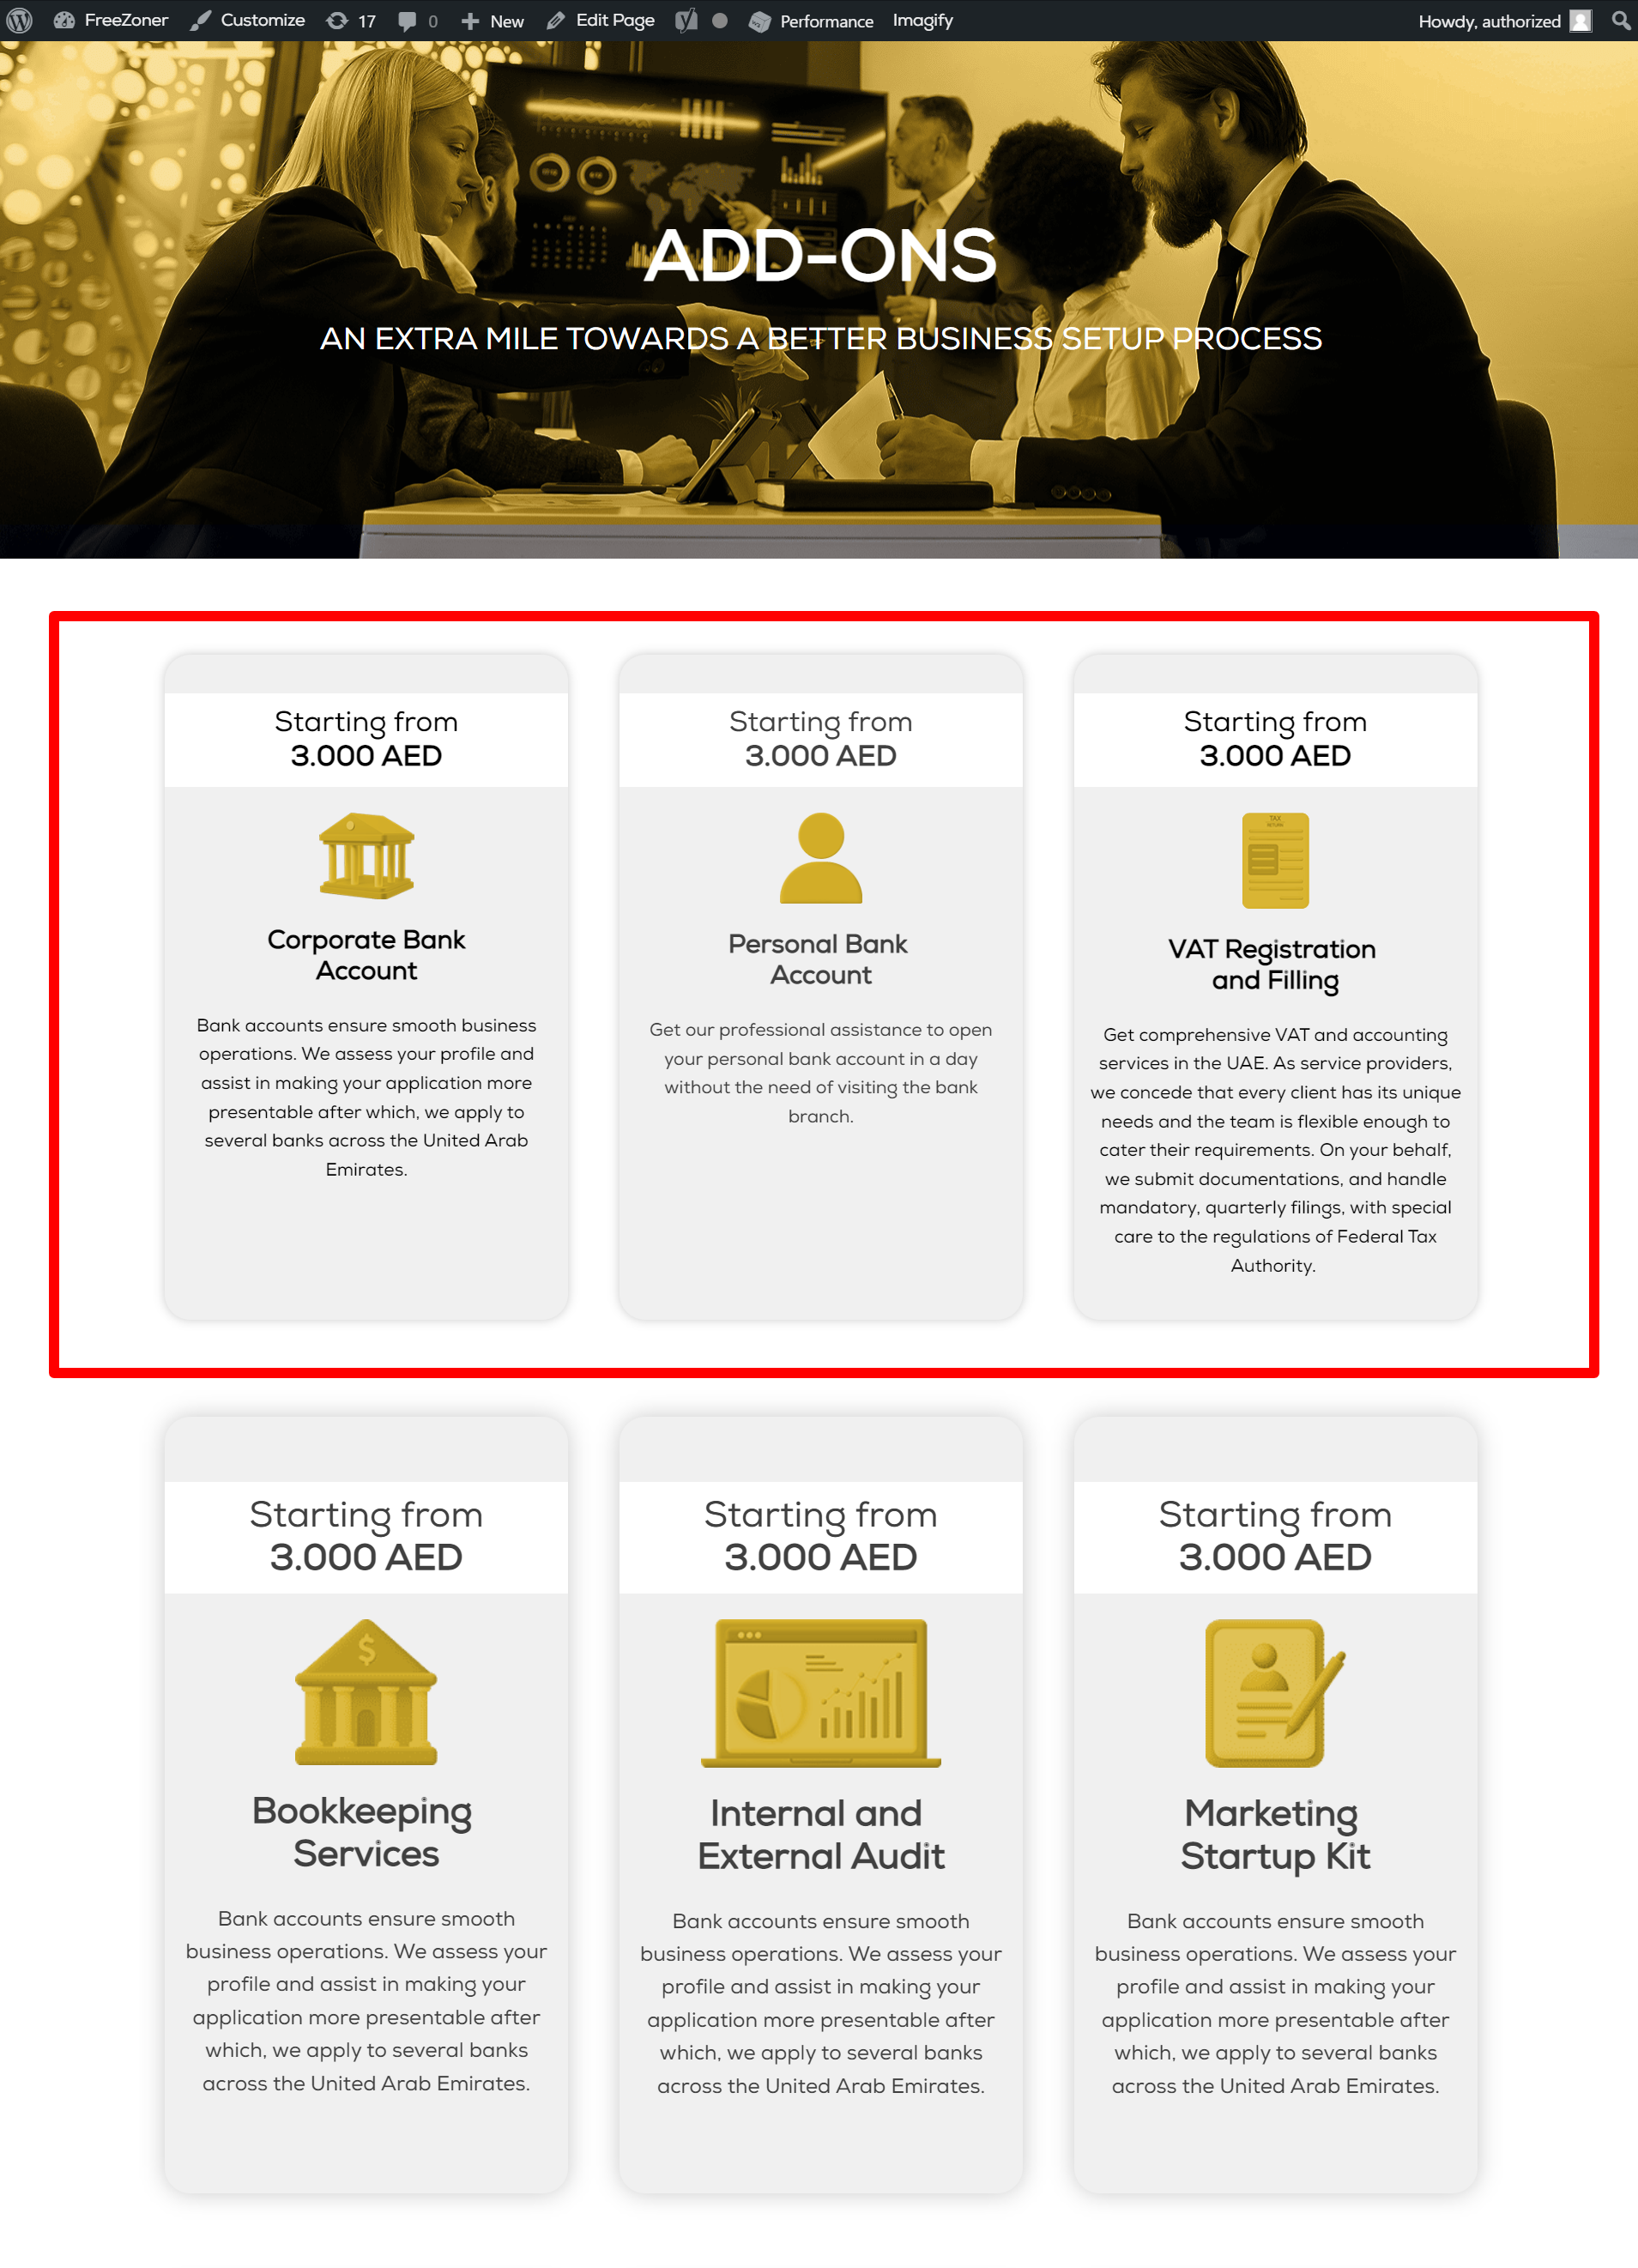 FreeZoner Customize 17 0 New Edit Page Performance Imagify Howdy, authorized
ADD-ONS
AN EXTRA MILE TOWARDS A BETTER BUSINESS SETUP PROCESS
Starting from
3.000 AED
Corporate Bank
Account
Bank accounts ensure smooth business
operations. We assess your profile and
assist in making your application more
presentable after which, we apply to
several banks across the United Arab
Emirates.
Starting from
3.000 AED
Personal Bank
Account
Get our professional assistance to open
your personal bank account in a day
without the need of visiting the bank
branch.
Starting from
3.000 AED
TAX
RETURN
VAT Registration
and Filling
Get comprehensive VAT and accounting
services in the UAE. As service providers,
we concede that every client has its unique
needs and the team is flexible enough to
cater their requirements. On your behalf,
we submit documentations, and handle
mandatory, quarterly filings, with special
care to the regulations of Federal Tax
Authority.
Starting from
3.000 AED
$
Bookkeeping
Services
Bank accounts ensure smooth
business operations. We assess your
profile and assist in making your
application more presentable after
which, we apply to several banks
across the United Arab Emirates.
Starting from
3.000 AED
Internal and
External Audit
Bank accounts ensure smooth
business operations. We assess your
profile and assist in making your
application more presentable after
which, we apply to several banks
across the United Arab Emirates.
Starting from
3.000 AED
Marketing
Startup Kit
Bank accounts ensure smooth
business operations. We assess your
profile and assist in making your
application more presentable after
which, we apply to several banks
across the United Arab Emirates.